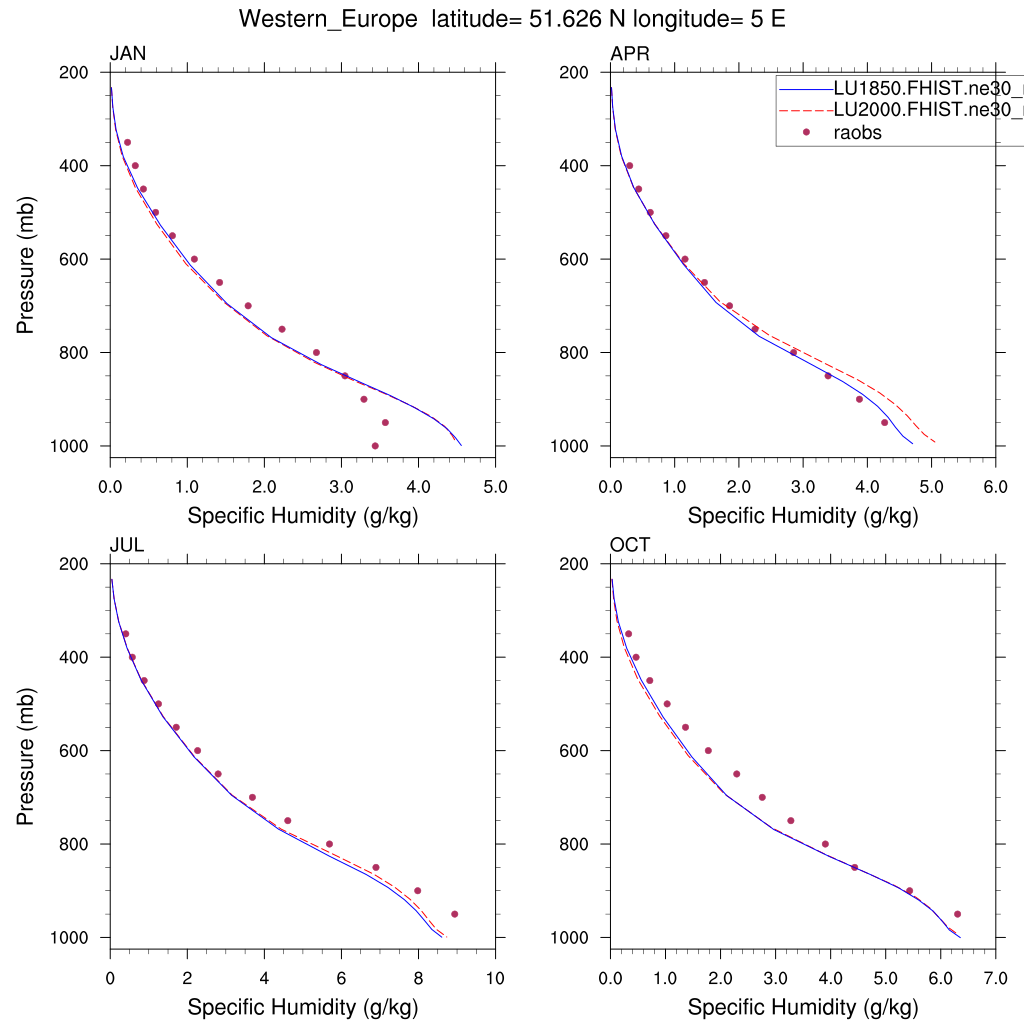 Western_Europe latitude= 51.626 N longitude= 5 E
JAN
200
400
600
800
1000
Pressure (mb)
0.0 1.0 2.0 3.0 4.0 5.0
Specific Humidity (g/kg)
APR
LU1850.FHIST.ne30_
LU2000.FHIST.ne30_
raobs
200
400
600
800
1000
0.0 1.0 2.0 3.0 4.0 5.0 6.0
Specific Humidity (g/kg)
JUL
200
400
600
800
1000
Pressure (mb)
0 2 4 6 8 10
Specific Humidity (g/kg)
OCT
200
400
600
800
1000
0.0 1.0 2.0 3.0 4.0 5.0 6.0 7.0
Specific Humidity (g/kg)